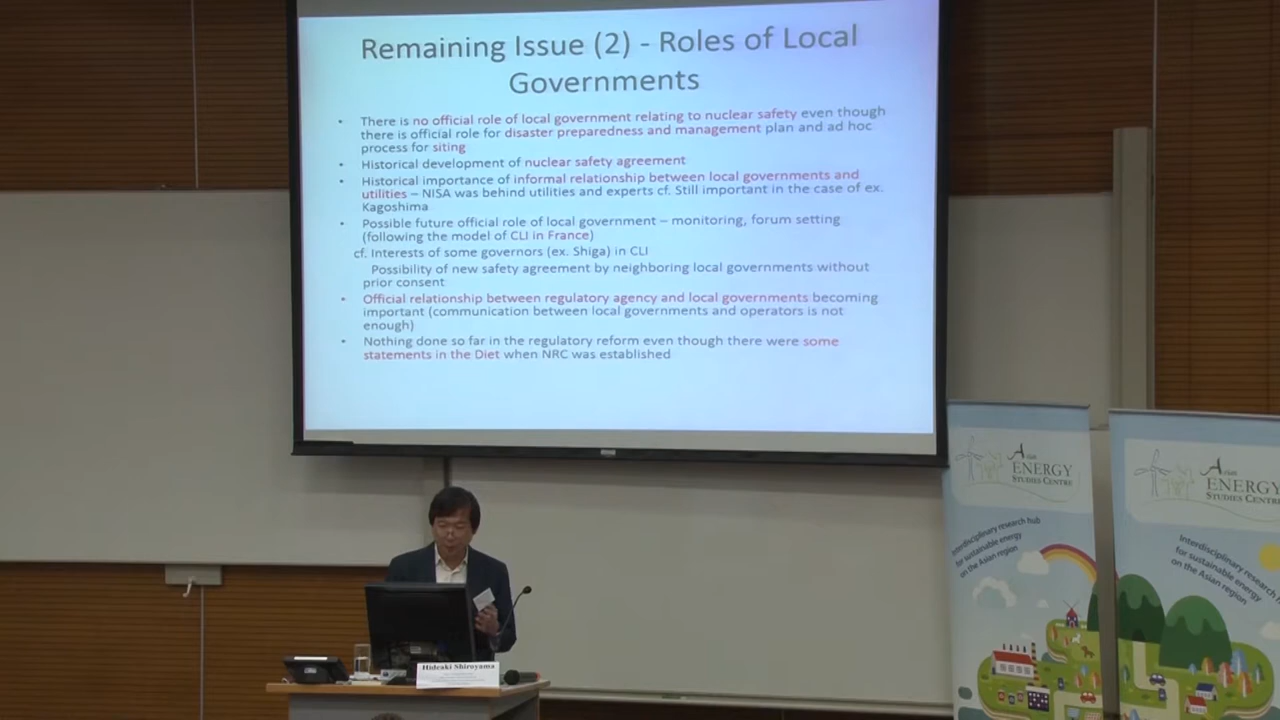 Remaining Issue (2) - Roles of Local
Governments
• There is no official role of local government relating to nuclear safety even though
there is official role for disaster preparedness and management plan and ad hoc
process for siting
• Historical development of nuclear safety agreement
• Historical importance of informal relationship between local governments and
utilities – NISA was behind utilities and experts cf. Still important in the case of ex.
Kagoshima
• Possible future official role of local government – monitoring, forum setting
(following the model of CLI in France)
cf. Interests of some governors (ex. Shiga) in CLI
Possibility of new safety agreement by neighboring local governments without
prior consent
• Official relationship between regulatory agency and local governments becoming
important (communication between local governments and operators is not
enough)
• Nothing done so far in the regulatory reform even though there were some
statements in the Diet when NRC was established
Asian
ENERGY
STUDIES CENTRE
Interdisciplinary research hub
for sustainable energy
on the Asian region
Asian
ENERGY
STUDIES CENTRE
Interdisciplinary research
for sustainable energy
on the Asian region
Hideaki Shiroyama